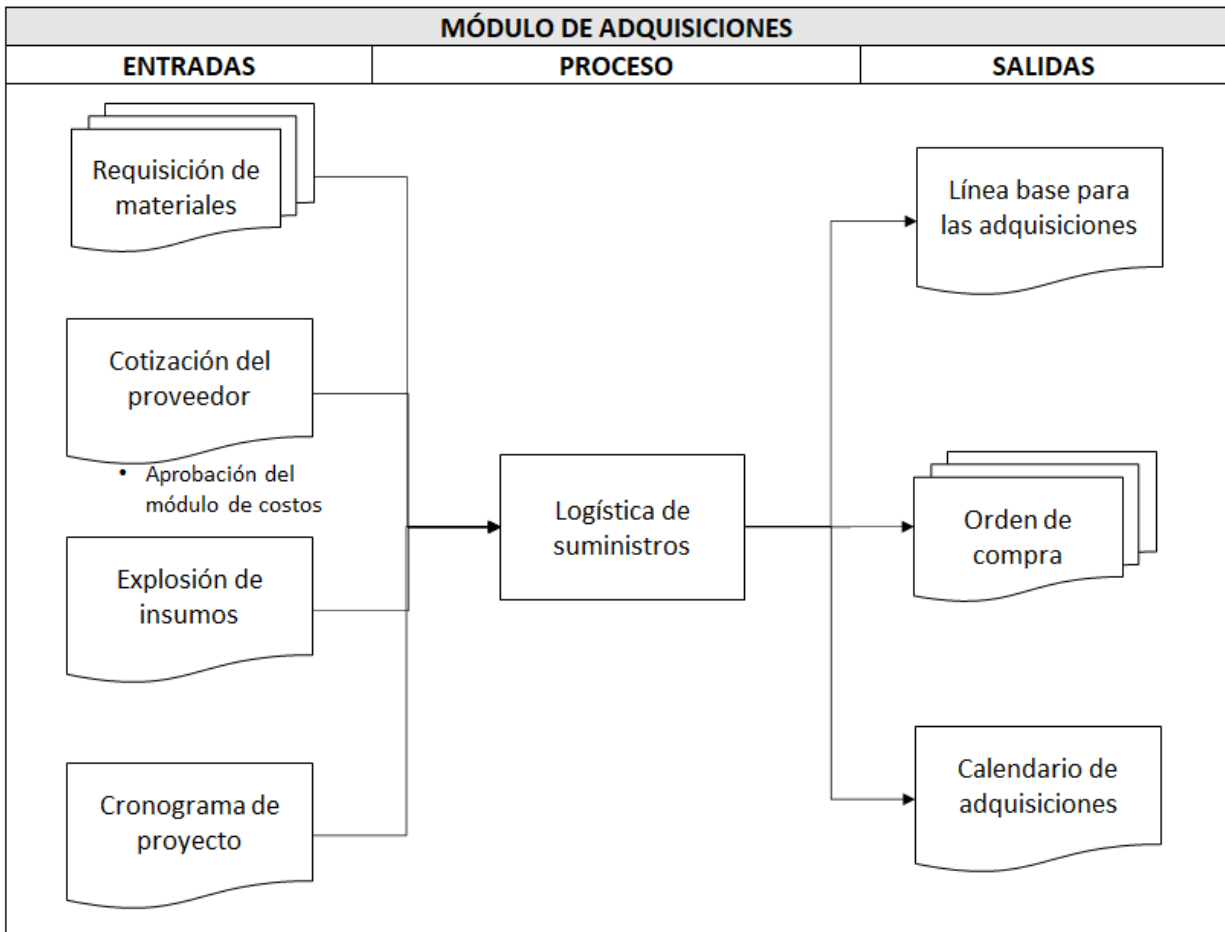 MÓDULO DE ADQUISICIONES
ENTRADAS
PROCESO
SALIDAS
Requisición de
materiales
Cotización del
proveedor
• Aprobación del
módulo de costos
Explosión de
insumos
Cronograma de
proyecto
Logística de
suministros
Línea base para
las adquisiciones
Orden de
compra
Calendario de
adquisiciones